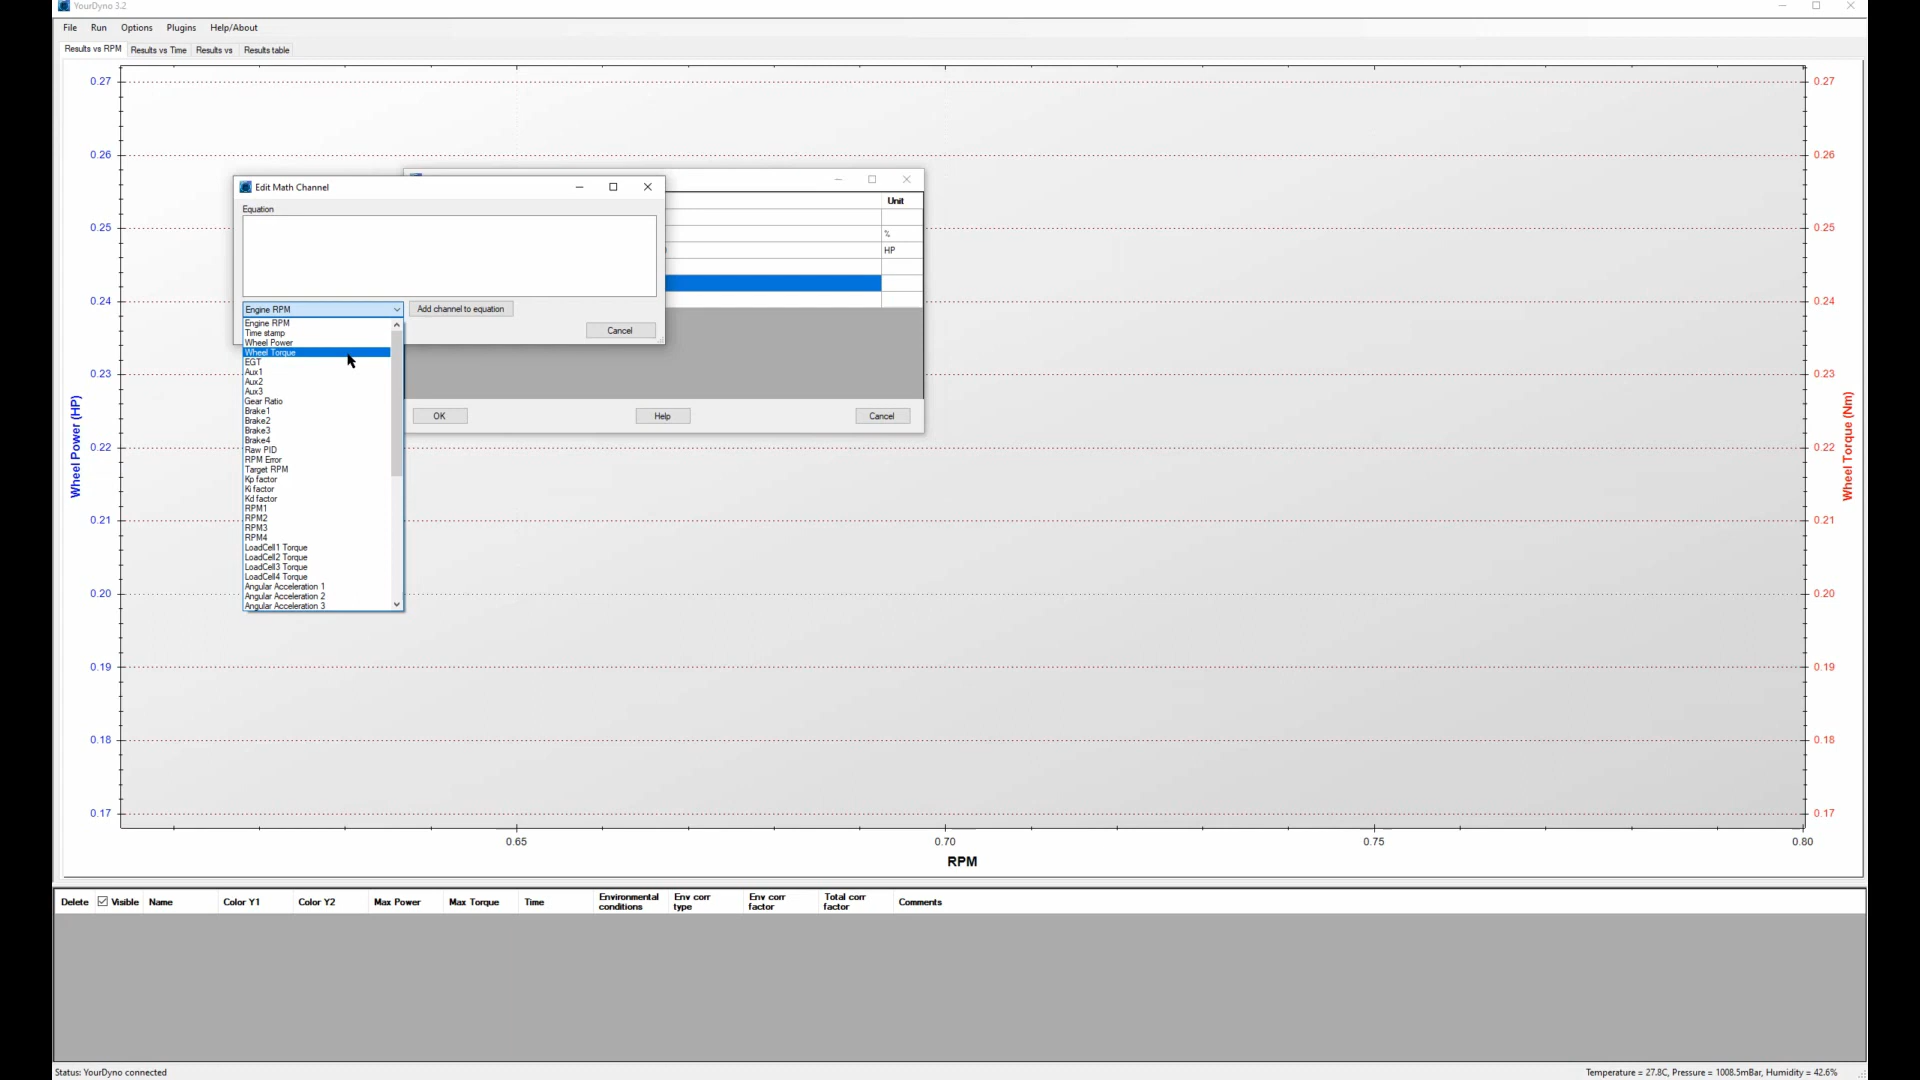 YourDyno 3.2
File Run Options Plugins Help/About
Results vs RPM Results vs Time Results vs Results table
0.27
0.26
0.25
0.24
0.23
0.22
0.21
0.20
0.19
0.18
0.17
Wheel Power (HP)
Edit Math Channel
Equation
Engine RPM
Add channel to equation
Cancel
Engine RPM
Time stamp
Wheel Power
Wheel Torque
EGT
Aux1
Aux2
Aux3
Gear Ratio
Brake1
Brake2
Brake3
Brake4
Raw PID
RPM Error
Target RPM
Kp factor
Ki factor
Kd factor
RPM1
RPM2
RPM3
RPM4
LoadCell1 Torque
LoadCell2 Torque
LoadCell3 Torque
LoadCell4 Torque
Angular Acceleration 1
Angular Acceleration 2
Angular Acceleration 3
Unit
%
HP
OK Help Cancel
0.27
0.26
0.25
0.24
0.23
0.22
0.21
0.20
0.19
0.18
0.17
Wheel Torque (Nm)
0.65 0.70 0.75 0.80
RPM
Delete Visible Name Color Y1 Color Y2 Max Power Max Torque Time Environmental conditions Env corr type Env corr factor Total corr factor Comments
Status: YourDyno connected
Temperature = 27.8C, Pressure = 1008.5mBar, Humidity = 42.6%